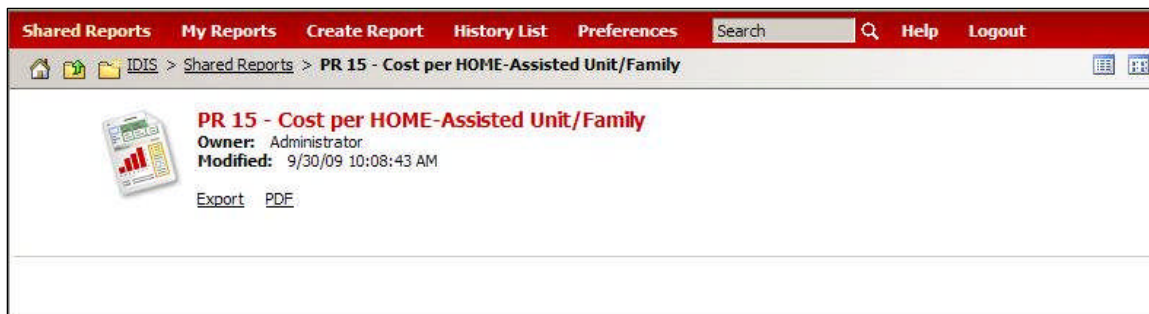 Shared Reports My Reports Create Report History List Preferences Search Help Logout
IDIS > Shared Reports > PR 15 - Cost per HOME-Assisted Unit/Family
PR 15 - Cost per HOME-Assisted Unit/Family
Owner: Administrator
Modified: 9/30/09 10:08:43 AM
Export PDF